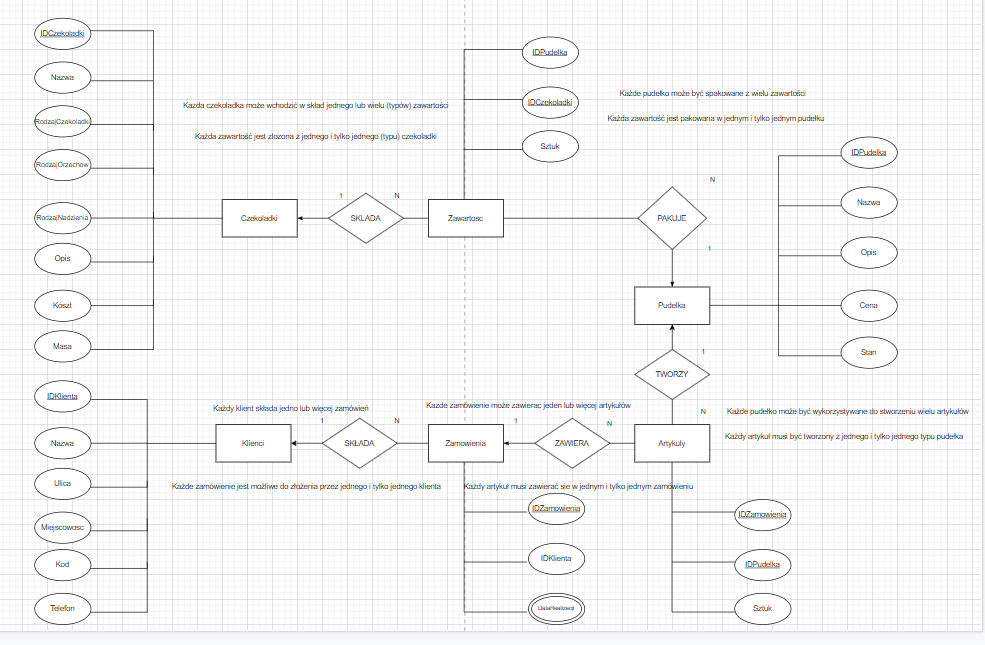 IDCzekoladki
Nazwa
RodzajCzekoladki
RodzajOrzechow
RodzajNadzienia
Opis
Koszt
Masa
Kazda czekoladka może wchodzić w skład jednego lub wielu (typów) zawartości
Każda zawartość jest zlozona z jednego i tylko jednego (typu) czekoladki
Czekoladki
1
SKLADA
N
Zawartosc
IDPudelka
IDCzekoladki
Sztuk
Każde pudełko może być spakowane z wielu zawartości
Każda zawartość jest pakowana w jednym i tylko jednym pudełku
N
PAKUJE
1
Pudelka
IDPudelka
Nazwa
Opis
Cena
Stan
1
TWORZY
N
Każde pudełko może być wykorzystywane do stworzeniu wielu artykułów
Każdy artykuł musi być tworzony z jednego i tylko jednego typu pudełka
IDKlienta
Nazwa
Ulica
Miejscowosc
Kod
Telefon
Każdy klient składa jedno lub więcej zamówień
Klienci
1
SKŁADA
N
Każde zamówienie jest możliwe do złożenia przez jednego i tylko jednego klienta
Kazde zamówienie może zawierac jeden lub więcej artykułów
Zamowienia
1
ZAWIERA
N
Artykuly
Każdy artykuł musi zawierać sie w jednym i tylko jednym zamówieniu
IDZamowienia
IDKlienta
DataRealizacji
IDZamowienia
IDPudelka
Sztuk